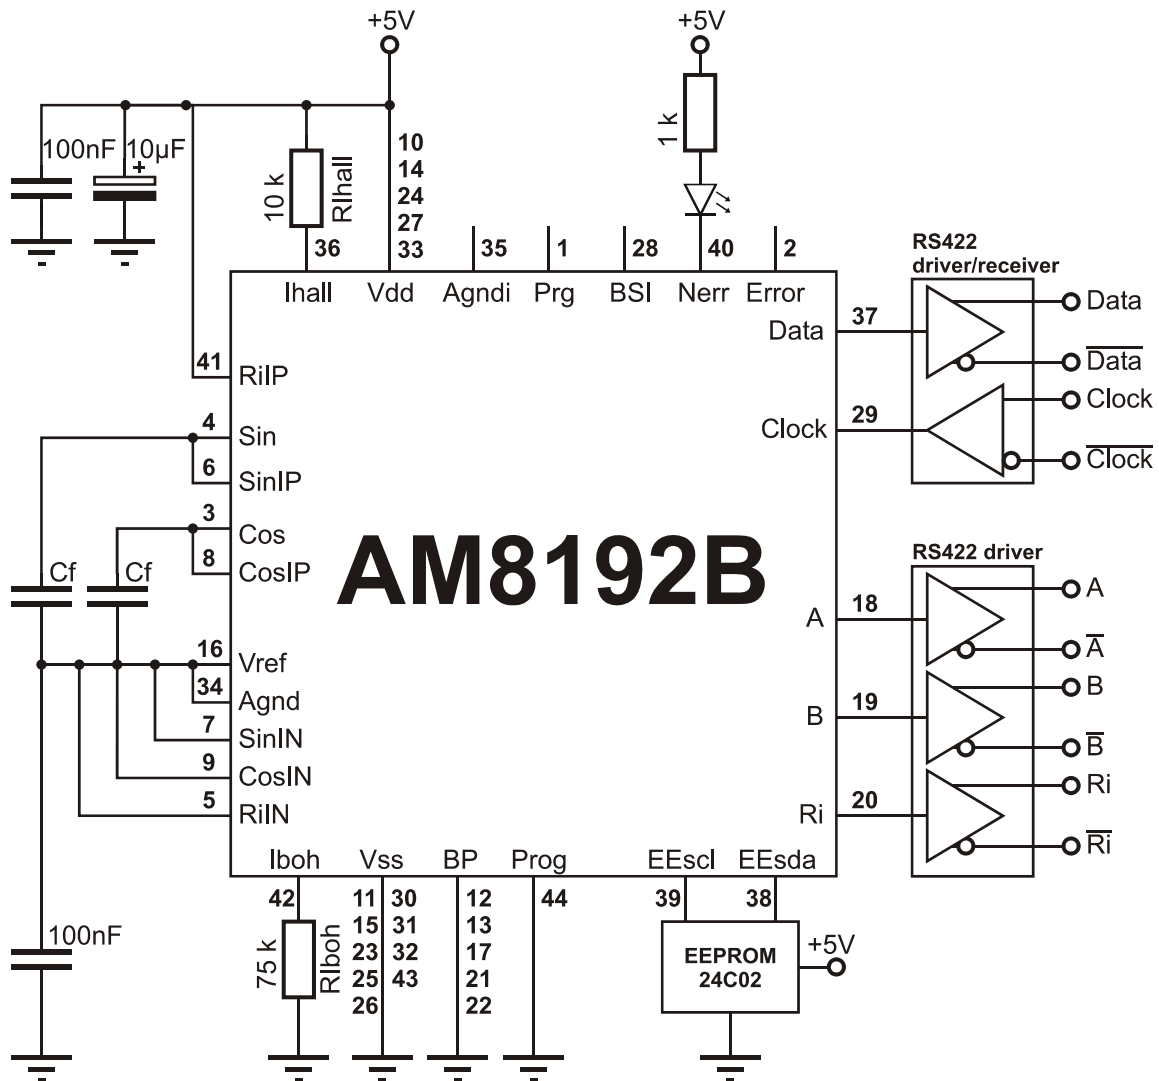 +5V
+5V
100nF
10µF
10 k
RIhall
1 k
10
14
24
27
33
36
35
1
28
40
2
Ihall
Vdd
Agndi
Prg
BSI
Nerr
Error
RS422
driver/receiver
Data
37
Data
Data
Clock
29
Clock
Clock
41
RiIP
4
Sin
6
SinIP
3
Cos
8
CosIP
AM8192B
Cf
Cf
RS422 driver
A
18
A
A
B
19
B
B
Ri
20
Ri
Ri
16
Vref
34
Agnd
7
SinIN
9
CosIN
5
RiIN
Iboh
Vss
BP
Prog
EEscl
EEsda
42
11
15
23
25
26
30
31
32
43
12
13
17
21
22
44
39
38
100nF
75 k
RIboh
EEPROM
24C02
+5V